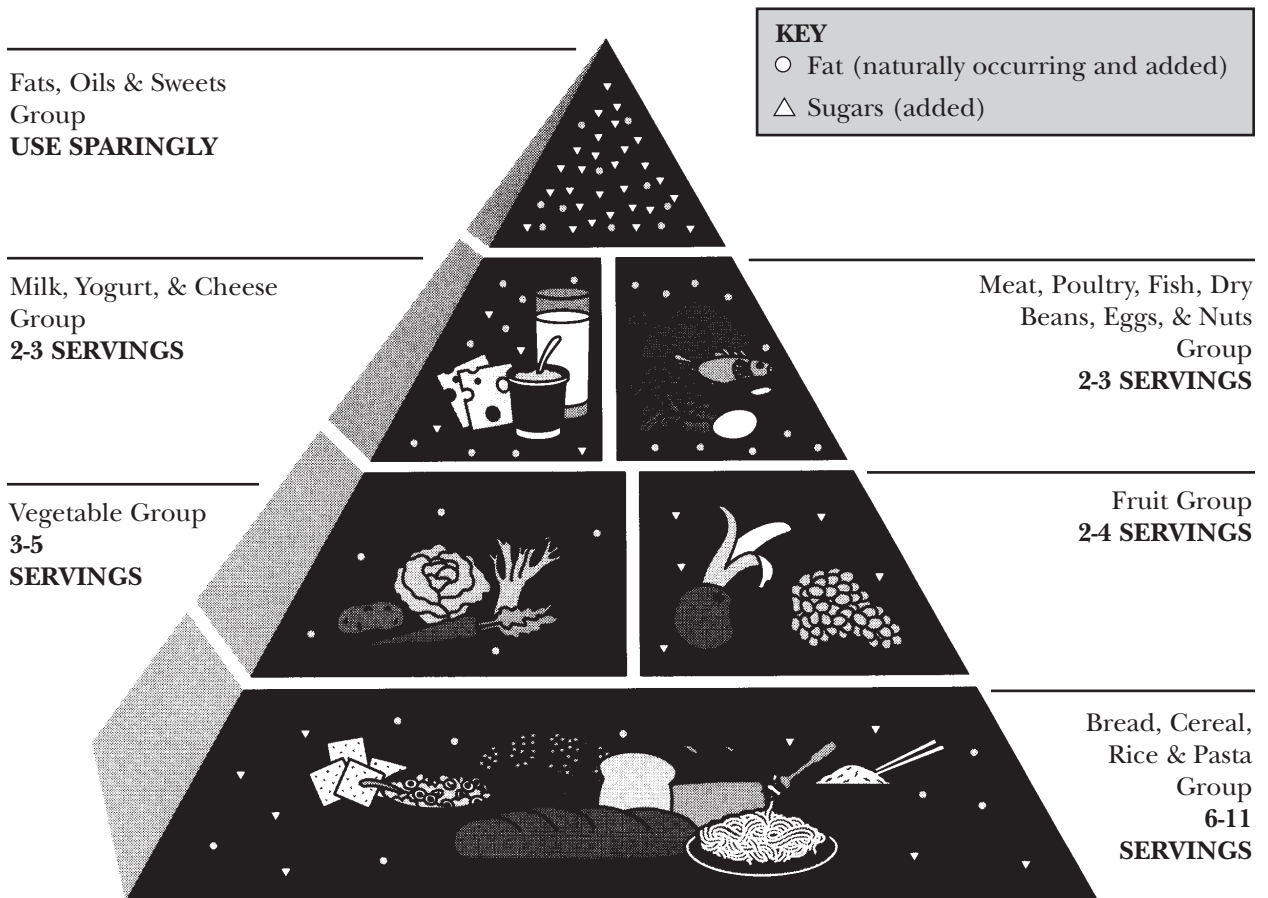 KEY
Fat (naturally occurring and added)
Sugars (added)
Fats, Oils & Sweets
Group
USE SPARINGLY
Milk, Yogurt, & Cheese
Group
2-3 SERVINGS
Meat, Poultry, Fish, Dry
Beans, Eggs, & Nuts
Group
2-3 SERVINGS
Vegetable Group
3-5
SERVINGS
Fruit Group
2-4 SERVINGS
Bread, Cereal,
Rice & Pasta
Group
6-11
SERVINGS